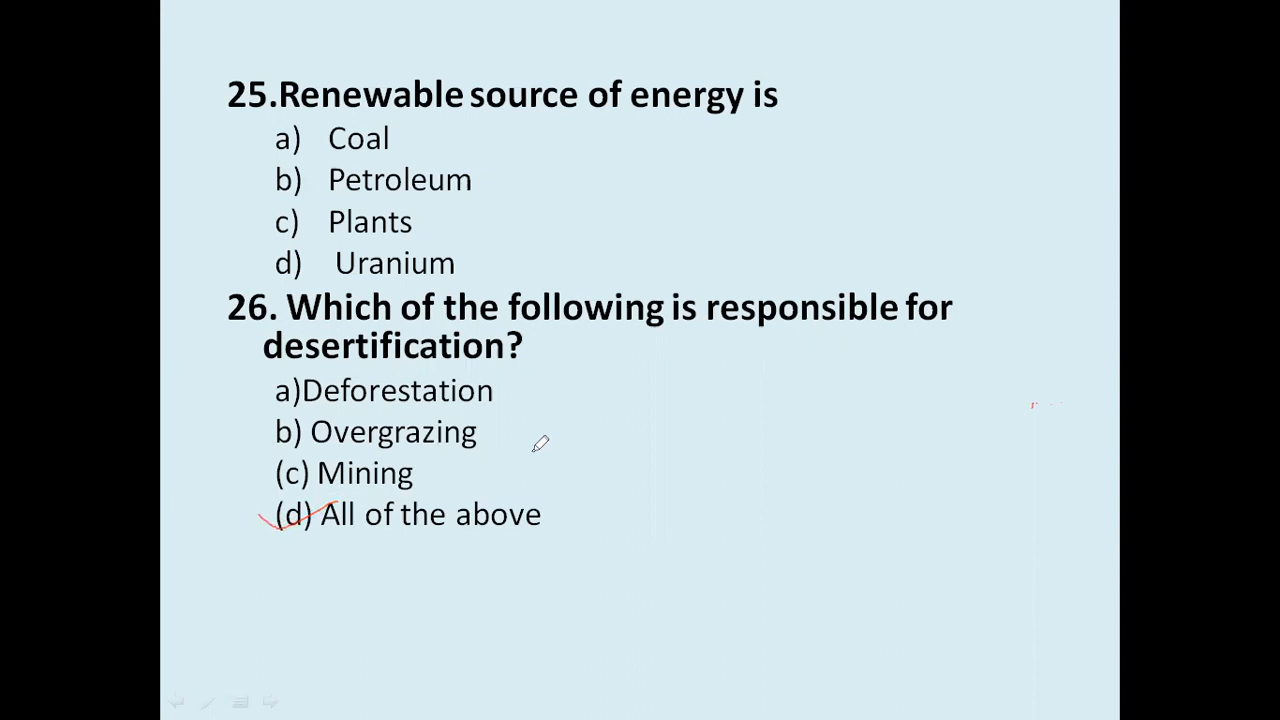 25.Renewable source of energy is
a) Coal
b) Petroleum
c) Plants
d) Uranium
26. Which of the following is responsible for
desertification?
a)Deforestation
b) Overgrazing
(c) Mining
(d) All of the above